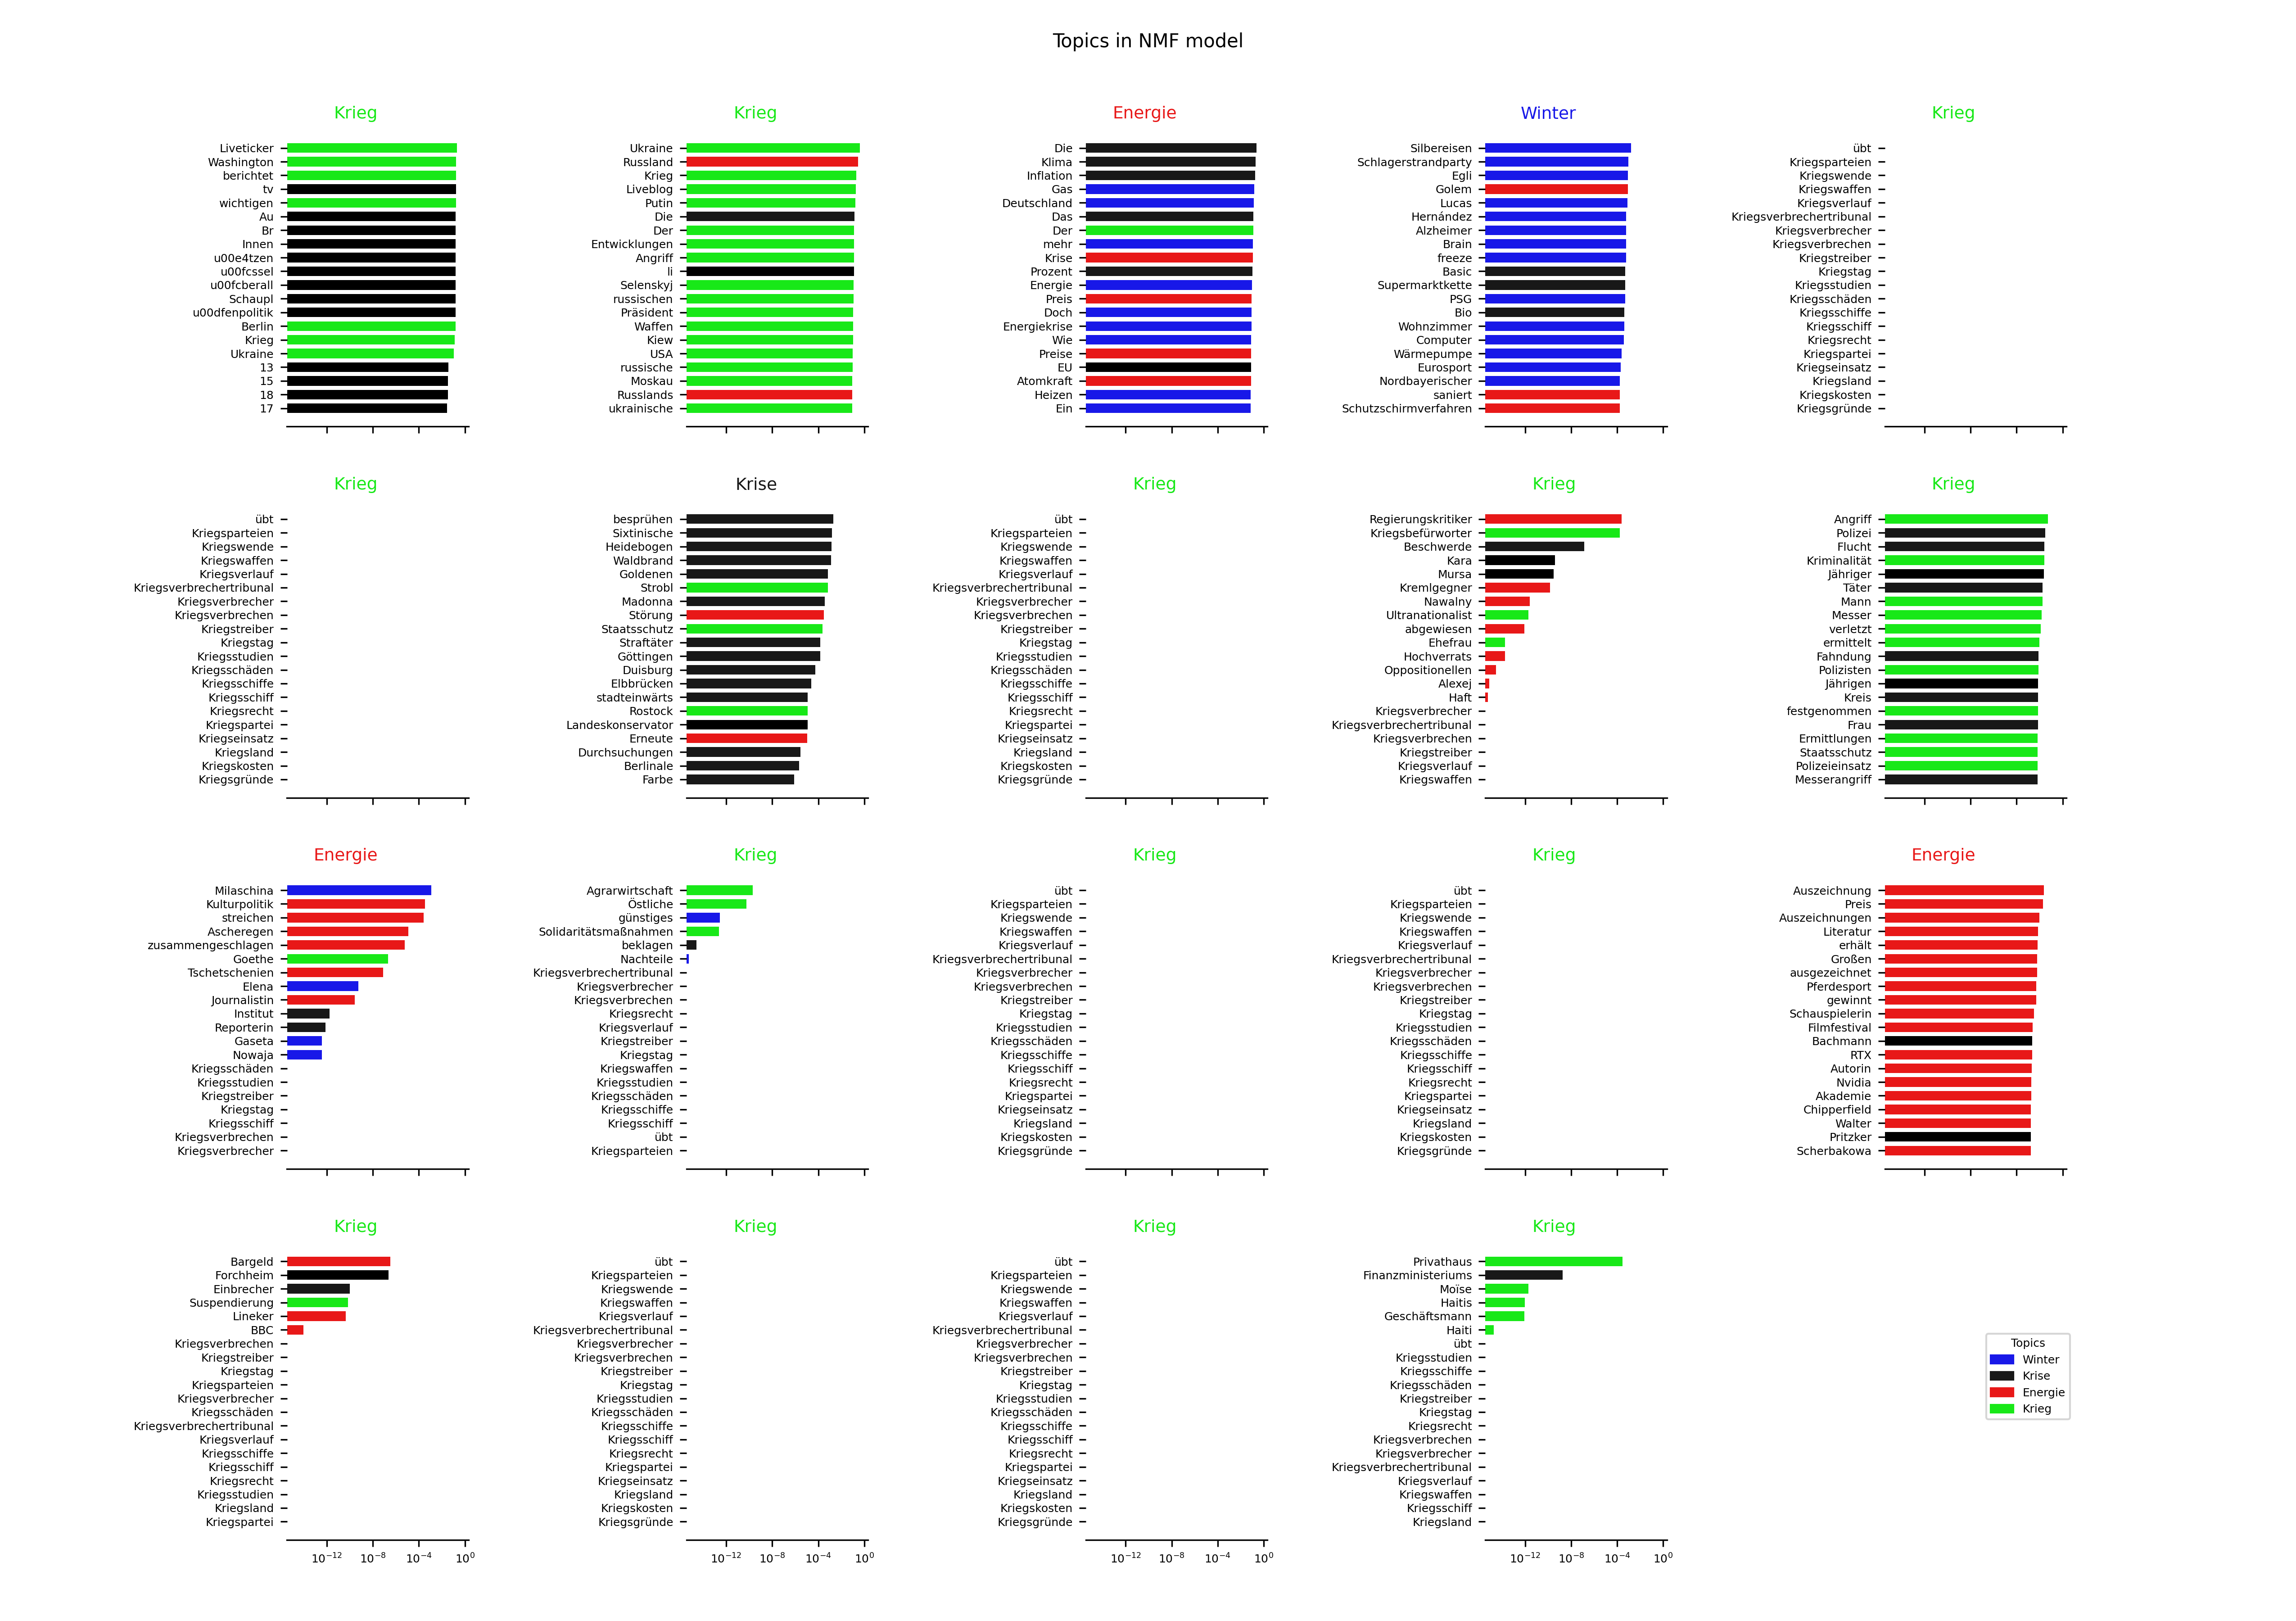 Topics in NMF model
Krieg
Liveticker
Washington
berichtet
tv
wichtigen
Au
Br
Innen
u00e4tzen
u00fcssel
u00fcberall
Schaupl
u00dfenpolitik
Berlin
Krieg
Ukraine
13
15
18
17
Krieg
Ukraine
Russland
Krieg
Liveblog
Putin
Die
Der
Entwicklungen
Angriff
li
Selenskyj
russischen
Präsident
Waffen
Kiew
USA
russische
Moskau
Russlands
ukrainische
Energie
Die
Klima
Inflation
Gas
Deutschland
Das
Der
mehr
Krise
Prozent
Energie
Preis
Doch
Energiekrise
Wie
Preise
EU
Atomkraft
Heizen
Ein
Winter
Silbereisen
Schlagerstrandparty
Egli
Golem
Lucas
Hernández
Alzheimer
Brain
freeze
Basic
Supermarktkette
PSG
Bio
Wohnzimmer
Computer
Wärmepumpe
Eurosport
Nordbayerischer
saniert
Schutzschirmverfahren
Krieg
übt
Kriegsparteien
Kriegswende
Kriegswaffen
Kriegsverlauf
Kriegsverbrechertribunal
Kriegsverbrecher
Kriegsverbrechen
Kriegstreiber
Kriegstag
Kriegsstudien
Kriegsschäden
Kriegsschiffe
Kriegsschiff
Kriegsrecht
Kriegspartei
Kriegseinsatz
Kriegsland
Kriegskosten
Kriegsgründe
Krieg
übt
Kriegsparteien
Kriegswende
Kriegswaffen
Kriegsverlauf
Kriegsverbrechertribunal
Kriegsverbrecher
Kriegsverbrechen
Kriegstreiber
Kriegstag
Kriegsstudien
Kriegsschäden
Kriegsschiffe
Kriegsschiff
Kriegsrecht
Kriegspartei
Kriegseinsatz
Kriegsland
Kriegskosten
Kriegsgründe
Krise
besprühen
Sixtinische
Heidebogen
Waldbrand
Goldenen
Strobl
Madonna
Störung
Staatsschutz
Straftäter
Göttingen
Duisburg
Elbbrücken
stadteinwärts
Rostock
Landeskonservator
Erneute
Durchsuchungen
Berlinale
Farbe
Krieg
übt
Kriegsparteien
Kriegswende
Kriegswaffen
Kriegsverlauf
Kriegsverbrechertribunal
Kriegsverbrecher
Kriegsverbrechen
Kriegstreiber
Kriegstag
Kriegsstudien
Kriegsschäden
Kriegsschiffe
Kriegsschiff
Kriegsrecht
Kriegspartei
Kriegseinsatz
Kriegsland
Kriegskosten
Kriegsgründe
Krieg
Regierungskritiker
Kriegsbefürworter
Beschwerde
Kara
Mursa
Kremlgegner
Nawalny
Ultranationalist
abgewiesen
Ehefrau
Hochverrats
Oppositionellen
Alexej
Haft
Kriegsverbrecher
Kriegsverbrechertribunal
Kriegsverbrechen
Kriegstreiber
Kriegsverlauf
Kriegswaffen
Krieg
Angriff
Polizei
Flucht
Kriminalität
Jähriger
Täter
Mann
Messer
verletzt
ermittelt
Fahndung
Polizisten
Jährigen
Kreis
festgenommen
Frau
Ermittlungen
Staatsschutz
Polizeieinsatz
Messerangriff
Energie
Milaschina
Kulturpolitik
streichen
Ascheregen
zusammengeschlagen
Goethe
Tschetschenien
Elena
Journalistin
Institut
Reporterin
Gaseta
Nowaja
Kriegsschäden
Kriegsstudien
Kriegstreiber
Kriegstag
Kriegsschiff
Kriegsverbrechen
Kriegsverbrecher
Krieg
Agrarwirtschaft
Östliche
günstiges
Solidaritätsmaßnahmen
beklagen
Nachteile
Kriegsverbrechertribunal
Kriegsverbrecher
Kriegsverbrechen
Kriegsrecht
Kriegsverlauf
Kriegstreiber
Kriegstag
Kriegswaffen
Kriegsstudien
Kriegsschäden
Kriegsschiffe
Kriegsschiff
übt
Kriegsparteien
Krieg
übt
Kriegsparteien
Kriegswende
Kriegswaffen
Kriegsverlauf
Kriegsverbrechertribunal
Kriegsverbrecher
Kriegsverbrechen
Kriegstreiber
Kriegstag
Kriegsstudien
Kriegsschäden
Kriegsschiffe
Kriegsschiff
Kriegsrecht
Kriegspartei
Kriegseinsatz
Kriegsland
Kriegskosten
Kriegsgründe
Krieg
übt
Kriegsparteien
Kriegswende
Kriegswaffen
Kriegsverlauf
Kriegsverbrechertribunal
Kriegsverbrecher
Kriegsverbrechen
Kriegstreiber
Kriegstag
Kriegsstudien
Kriegsschäden
Kriegsschiffe
Kriegsschiff
Kriegsrecht
Kriegspartei
Kriegseinsatz
Kriegsland
Kriegskosten
Kriegsgründe
Energie
Auszeichnung
Preis
Auszeichnungen
Literatur
erhält
Großen
ausgezeichnet
Pferdesport
gewinnt
Schauspielerin
Filmfestival
Bachmann
RTX
Autorin
Nvidia
Akademie
Chipperfield
Walter
Pritzker
Scherbakowa
Krieg
Bargeld
Forchheim
Einbrecher
Suspendierung
Lineker
BBC
Kriegsverbrechen
Kriegstreiber
Kriegstag
Kriegsparteien
Kriegsverbrecher
Kriegsschäden
Kriegsverbrechertribunal
Kriegsverlauf
Kriegsschiffe
Kriegsschiff
Kriegsrecht
Kriegsstudien
Kriegsland
Kriegspartei
10⁻¹² 10⁻⁸ 10⁻⁴ 10⁰
Krieg
übt
Kriegsparteien
Kriegswende
Kriegswaffen
Kriegsverlauf
Kriegsverbrechertribunal
Kriegsverbrecher
Kriegsverbrechen
Kriegstreiber
Kriegstag
Kriegsstudien
Kriegsschäden
Kriegsschiffe
Kriegsschiff
Kriegsrecht
Kriegspartei
Kriegseinsatz
Kriegsland
Kriegskosten
Kriegsgründe
10⁻¹² 10⁻⁸ 10⁻⁴ 10⁰
Krieg
übt
Kriegsparteien
Kriegswende
Kriegswaffen
Kriegsverlauf
Kriegsverbrechertribunal
Kriegsverbrecher
Kriegsverbrechen
Kriegstreiber
Kriegstag
Kriegsstudien
Kriegsschäden
Kriegsschiffe
Kriegsschiff
Kriegsrecht
Kriegspartei
Kriegseinsatz
Kriegsland
Kriegskosten
Kriegsgründe
10⁻¹² 10⁻⁸ 10⁻⁴ 10⁰
Krieg
Privathaus
Finanzministeriums
Moïse
Haitis
Geschäftsmann
Haiti
übt
Kriegsstudien
Kriegsschiffe
Kriegsschäden
Kriegstreiber
Kriegstag
Kriegsrecht
Kriegsverbrechen
Kriegsverbrecher
Kriegsverbrechertribunal
Kriegsverlauf
Kriegswaffen
Kriegsschiff
Kriegsland
10⁻¹² 10⁻⁸ 10⁻⁴ 10⁰
Topics
Winter
Krise
Energie
Krieg